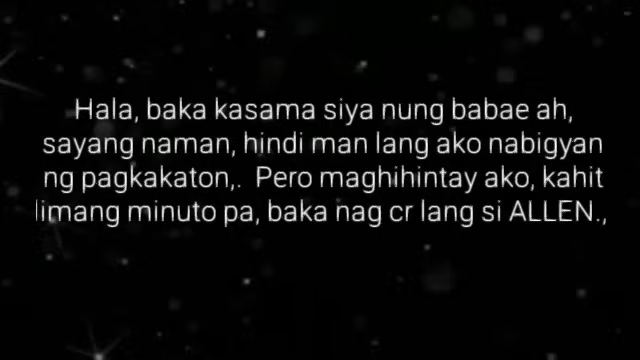 Hala, baka kasama siya nung babae ah,
sayang naman, hindi man lang ako nabigyan
ng pagkakaton,. Pero maghihintay ako, kahit
limang minuto pa, baka nag cr lang si ALLEN.,